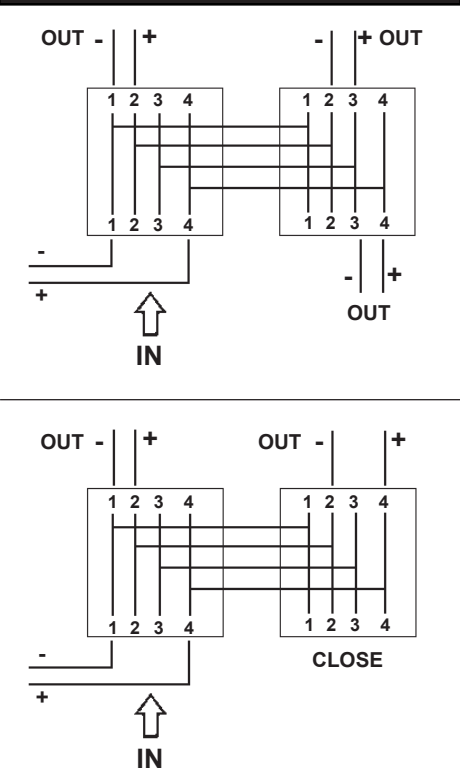 OUT - + - + OUT
1 2 3 4 1 2 3 4
1 2 3 4 1 2 3 4
-
+
- +
OUT
IN
OUT - + OUT - +
1 2 3 4 1 2 3 4
1 2 3 4 1 2 3 4
-
+
CLOSE
IN